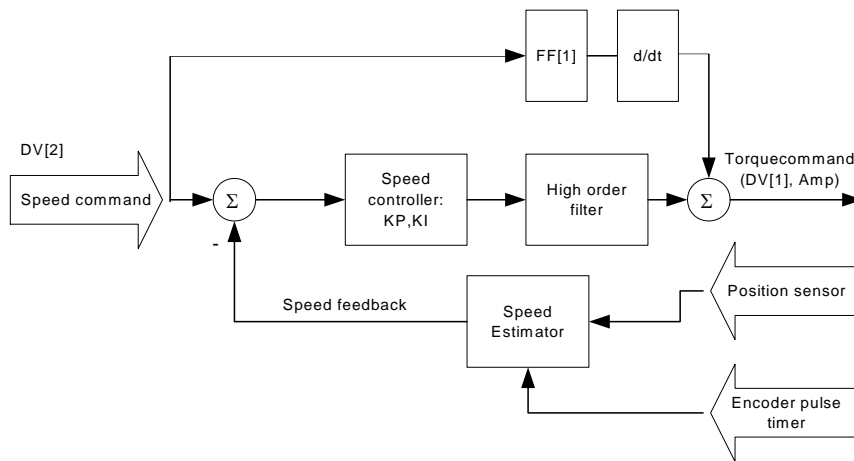 FF[1]
d/dt
DV[2]
Speed command
Σ
-
Speed
controller:
KP,KI
High order
filter
Σ
Torquecommand
(DV[1], Amp)
Speed feedback
Speed
Estimator
Position sensor
Encoder pulse
timer